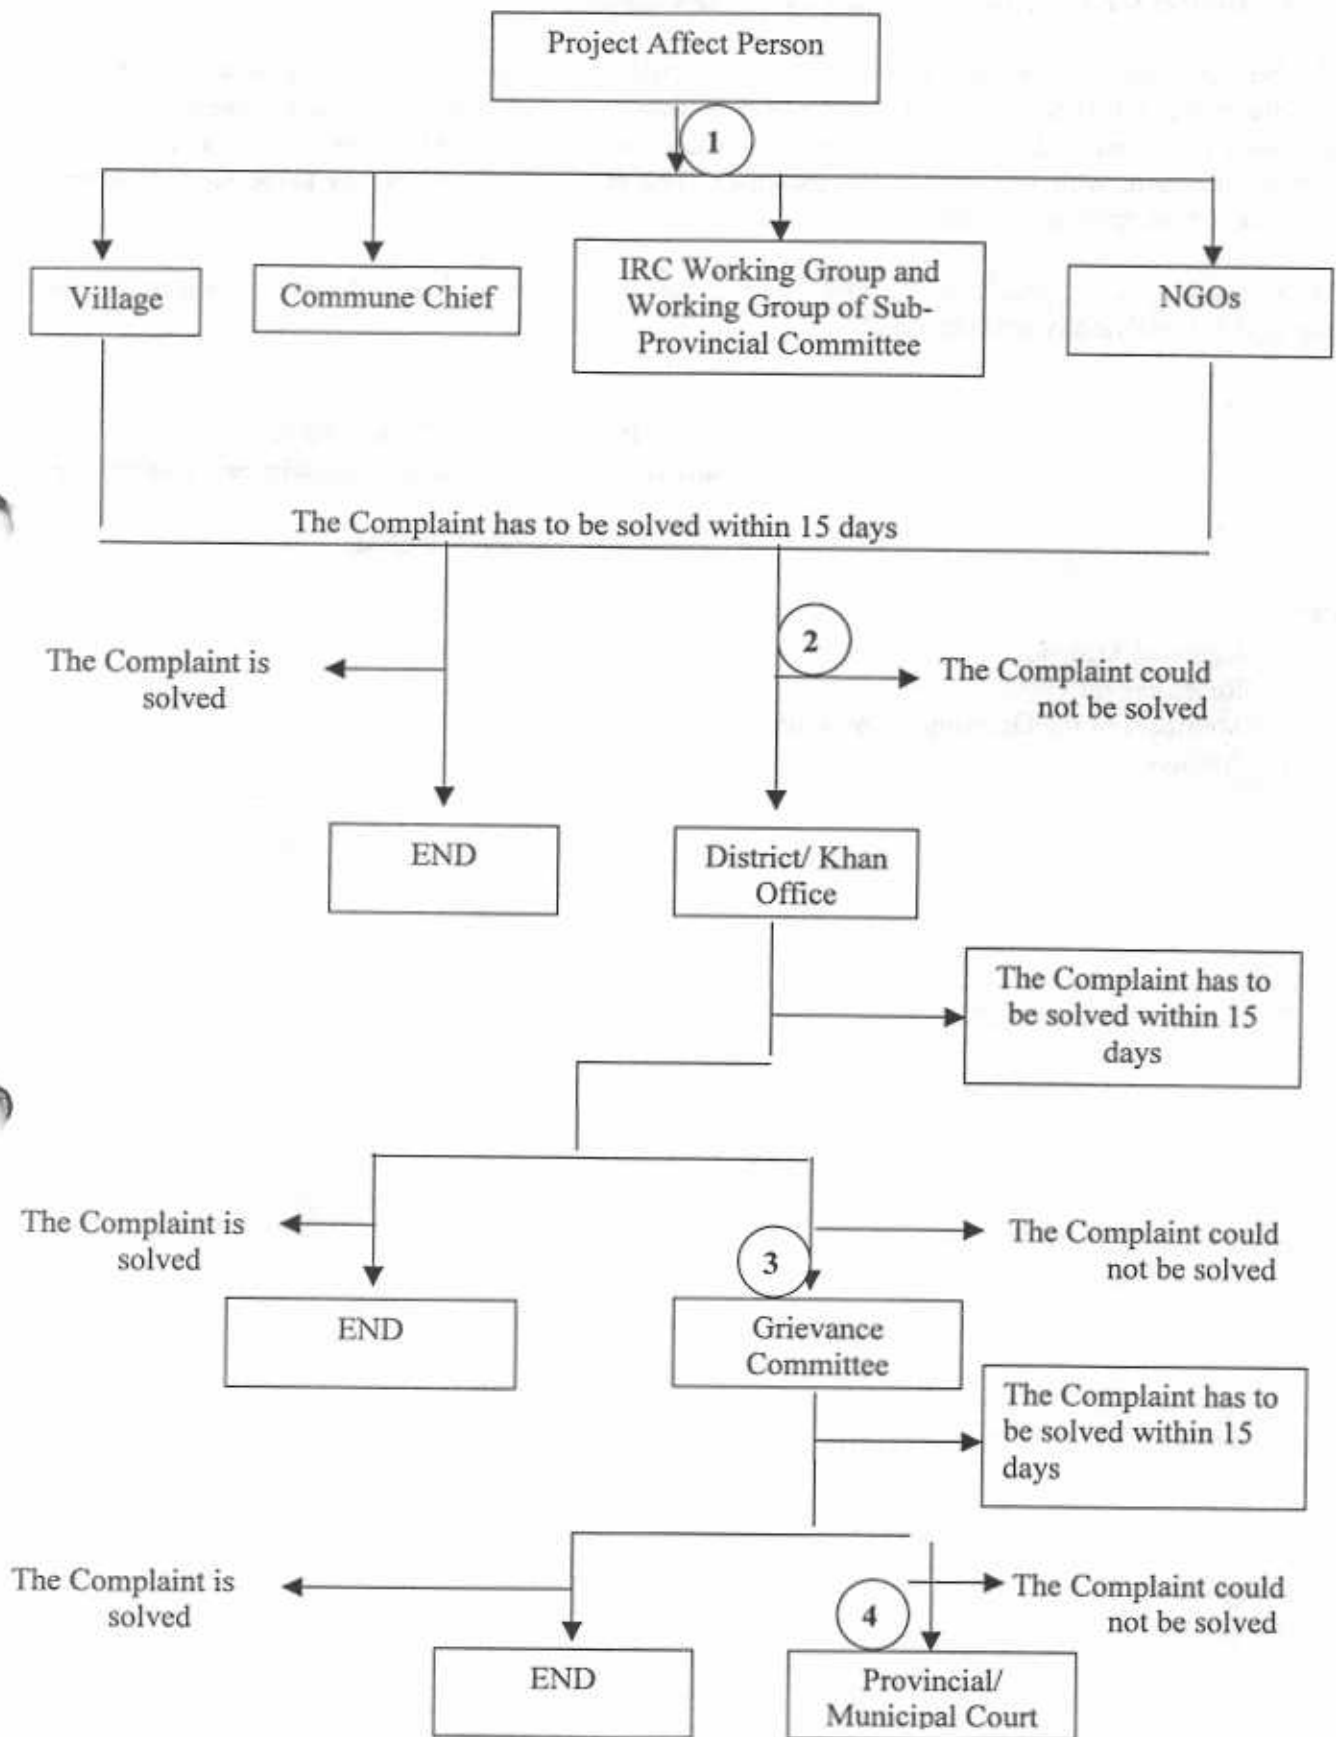 Project Affect Person
1
Village
Commune Chief
IRC Working Group and
Working Group of Sub-
Provincial Committee
NGOs
The Complaint has to be solved within 15 days
2
The Complaint is
solved
The Complaint could
not be solved
END
District/ Khan
Office
The Complaint has to
be solved within 15
days
The Complaint is
solved
3
The Complaint could
not be solved
END
Grievance
Committee
The Complaint has to
be solved within 15
days
The Complaint is
solved
4
The Complaint could
not be solved
END
Provincial/
Municipal Court